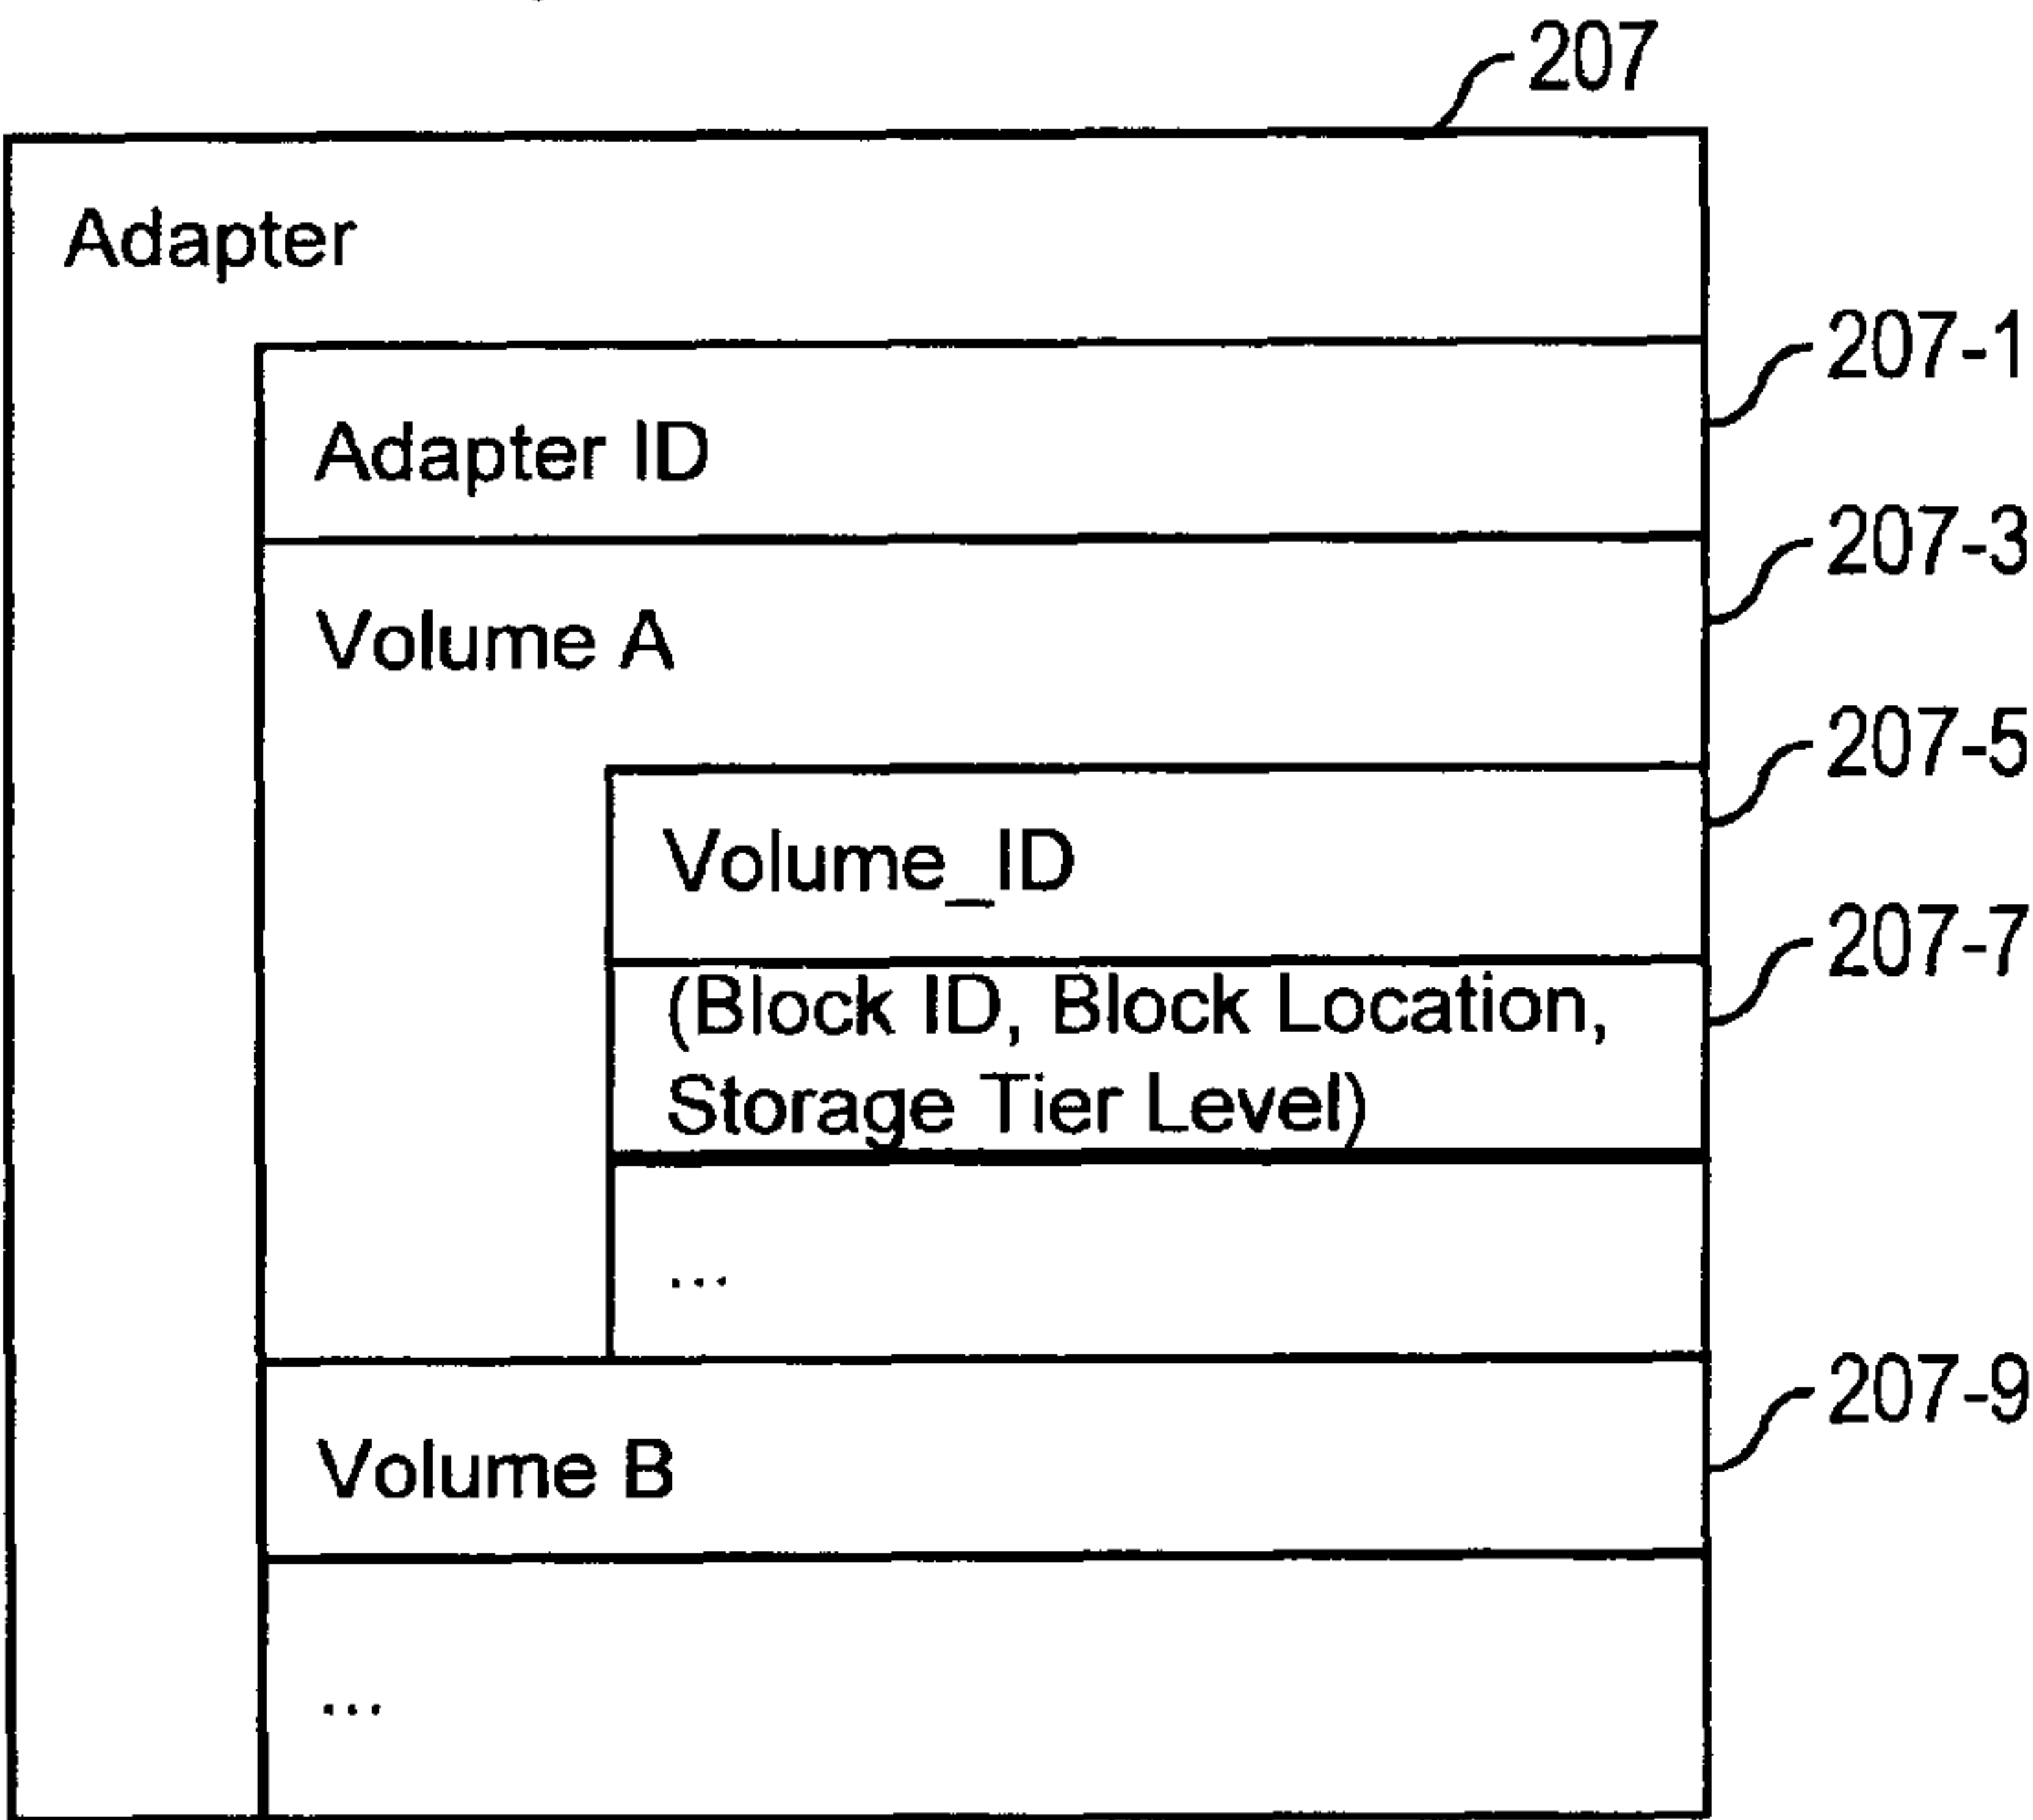 207
Adapter
207-1
Adapter ID
207-3
Volume A
207-5
Volume_ID
207-7
(Block ID, Block Location,
Storage Tier Level)
...
207-9
Volume B
...